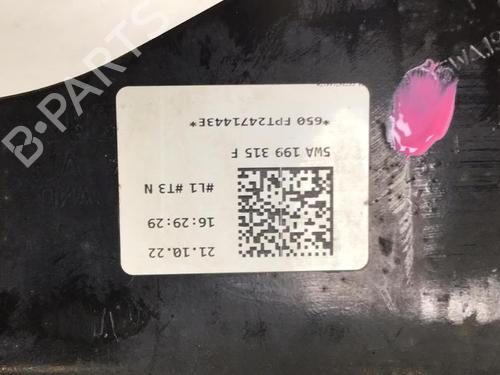 B-PARTS
*650 FPT2471443E*
5WA 199 315 F
#L1 #T3 N
16:29:29
21.10.22